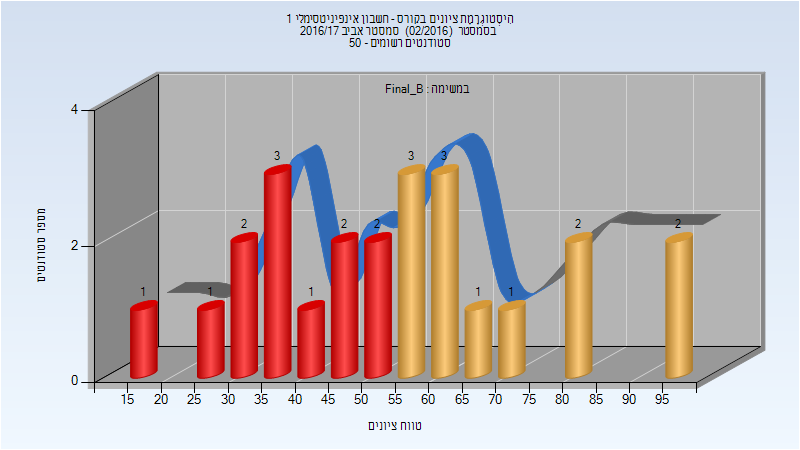 היסטוגרמת ציונים בקורס - חשבון אינפיניטסימלי 1
בסמסטר (02/2016) סמסטר אביב 2016/17
סטודנטים רשומים - 50
במשימה : Final_B
מספר סטודנטים
4
2
0
1 1 2 3 1 2 2 3 3 1 1 2 2
15 20 25 30 35 40 45 50 55 60 65 70 75 80 85 90 95
טווח ציונים